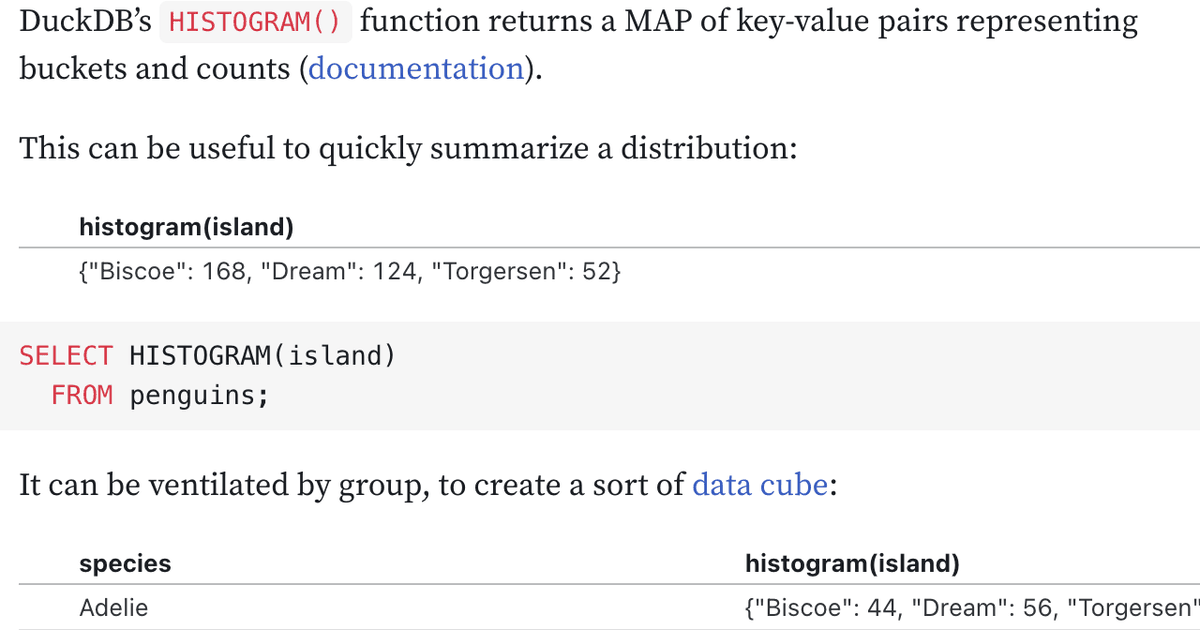 DuckDB’s HISTOGRAM() function returns a MAP of key-value pairs representing
buckets and counts (documentation).
This can be useful to quickly summarize a distribution:
histogram(island)
{"Biscoe": 168, "Dream": 124, "Torgersen": 52}
SELECT HISTOGRAM(island)
FROM penguins;
It can be ventilated by group, to create a sort of data cube:
species histogram(island)
Adelie {"Biscoe": 44, "Dream": 56, "Torgersen"